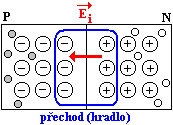 E⃗i
P N
− − − + + +
− − − + + +
− − − + + +
přechod (hradlo)